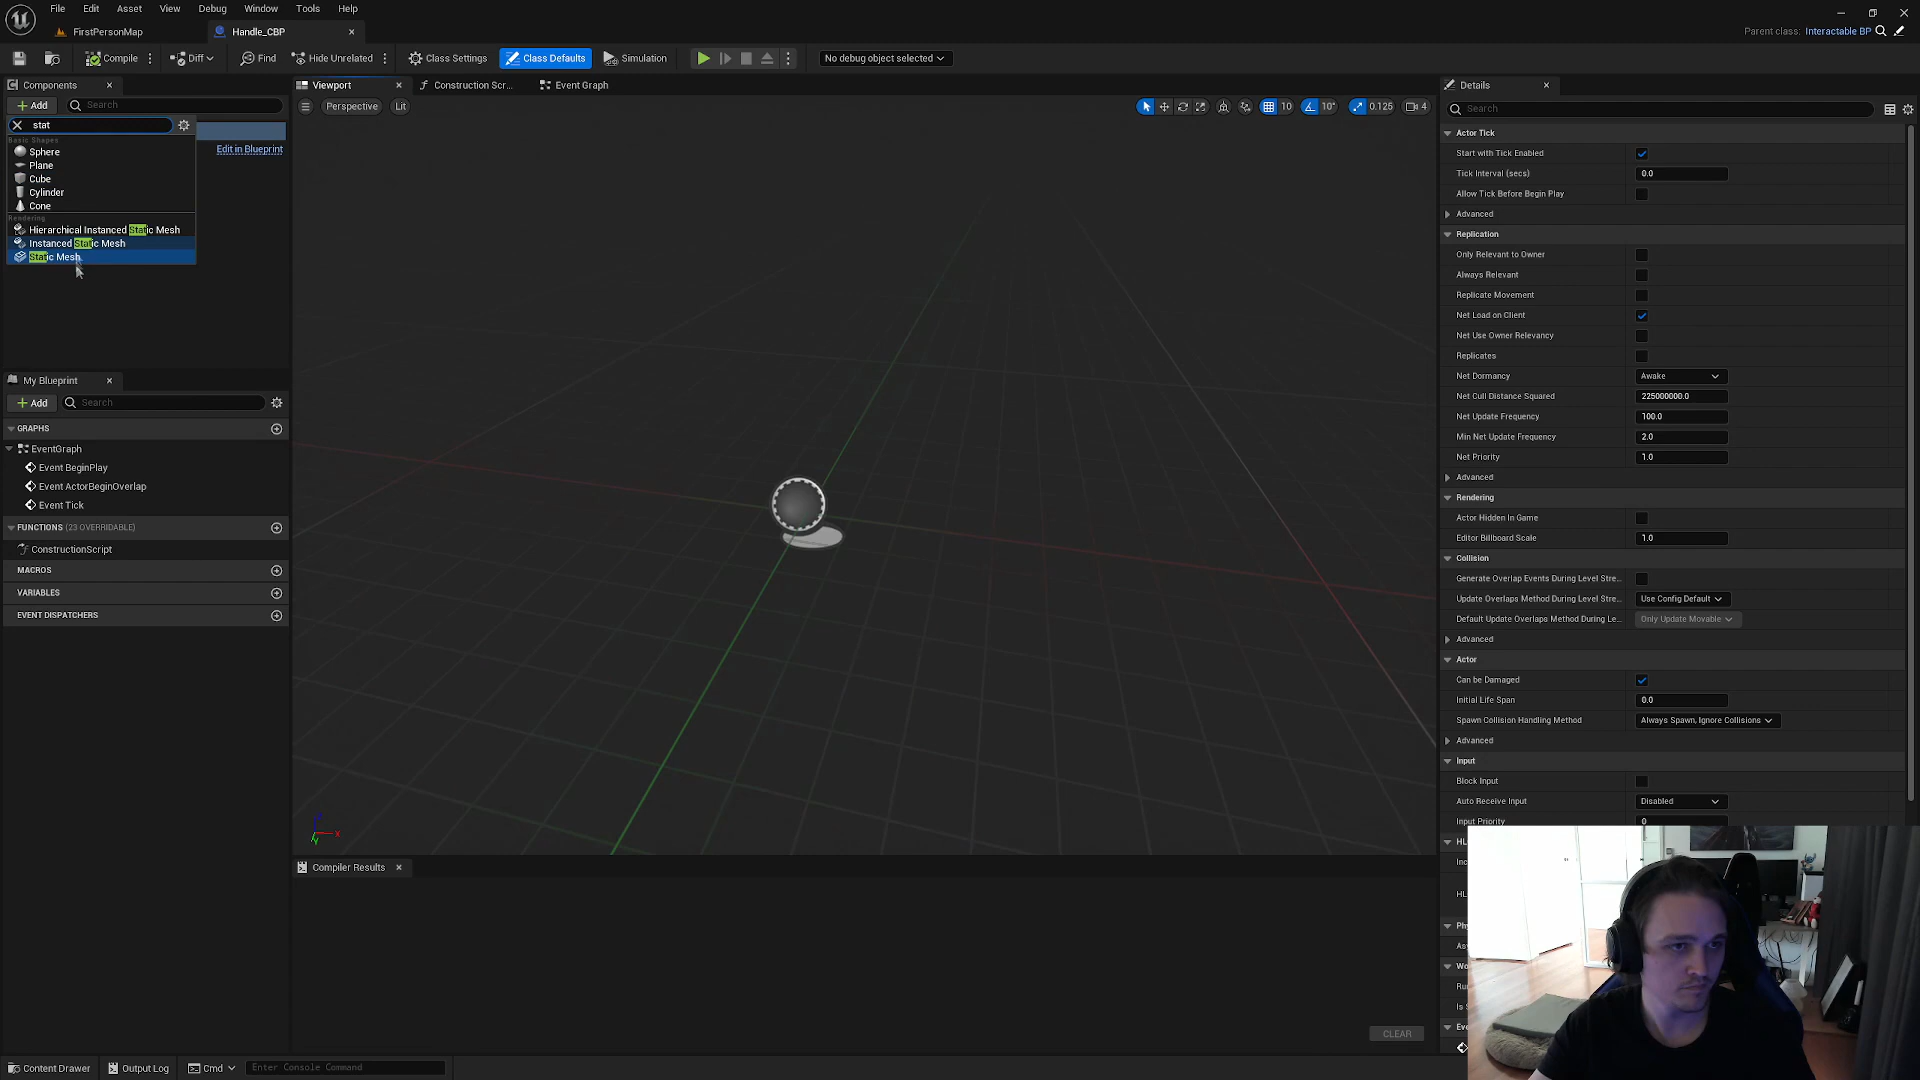 File Edit Asset View Debug Window Tools Help
FirstPersonMap
Handle_CBP
Parent class: Interactable BP
Compile
Diff
Find
Hide Unrelated
Class Settings
Class Defaults
Simulation
No debug object selected
Components
Add
Search
stat
Basic Shapes
Sphere
Plane
Cube
Cylinder
Cone
Rendering
Hierarchical Instanced Static Mesh
Instanced Static Mesh
Static Mesh
Edit in Blueprint
My Blueprint
Add
Search
GRAPHS
EventGraph
Event BeginPlay
Event ActorBeginOverlap
Event Tick
FUNCTIONS (23 OVERRIDABLE)
ConstructionScript
MACROS
VARIABLES
EVENT DISPATCHERS
Viewport
Construction Scr...
Event Graph
Perspective
Lit
10
10°
0.125
4
Compiler Results
CLEAR
Details
Search
Actor Tick
Start with Tick Enabled
Tick Interval (secs) 0.0
Allow Tick Before Begin Play
Advanced
Replication
Only Relevant to Owner
Always Relevant
Replicate Movement
Net Load on Client
Net Use Owner Relevancy
Replicates
Net Dormancy Awake
Net Cull Distance Squared 225000000.0
Net Update Frequency 100.0
Min Net Update Frequency 2.0
Net Priority 1.0
Advanced
Rendering
Actor Hidden In Game
Editor Billboard Scale 1.0
Collision
Generate Overlap Events During Level Stre...
Update Overlaps Method During Level Stre... Use Config Default
Default Update Overlaps Method During Le... Only Update Movable
Advanced
Actor
Can be Damaged
Initial Life Span 0.0
Spawn Collision Handling Method Always Spawn, Ignore Collisions
Advanced
Input
Block Input
Auto Receive Input Disabled
Input Priority 0
Content Drawer
Output Log
Cmd
Enter Console Command